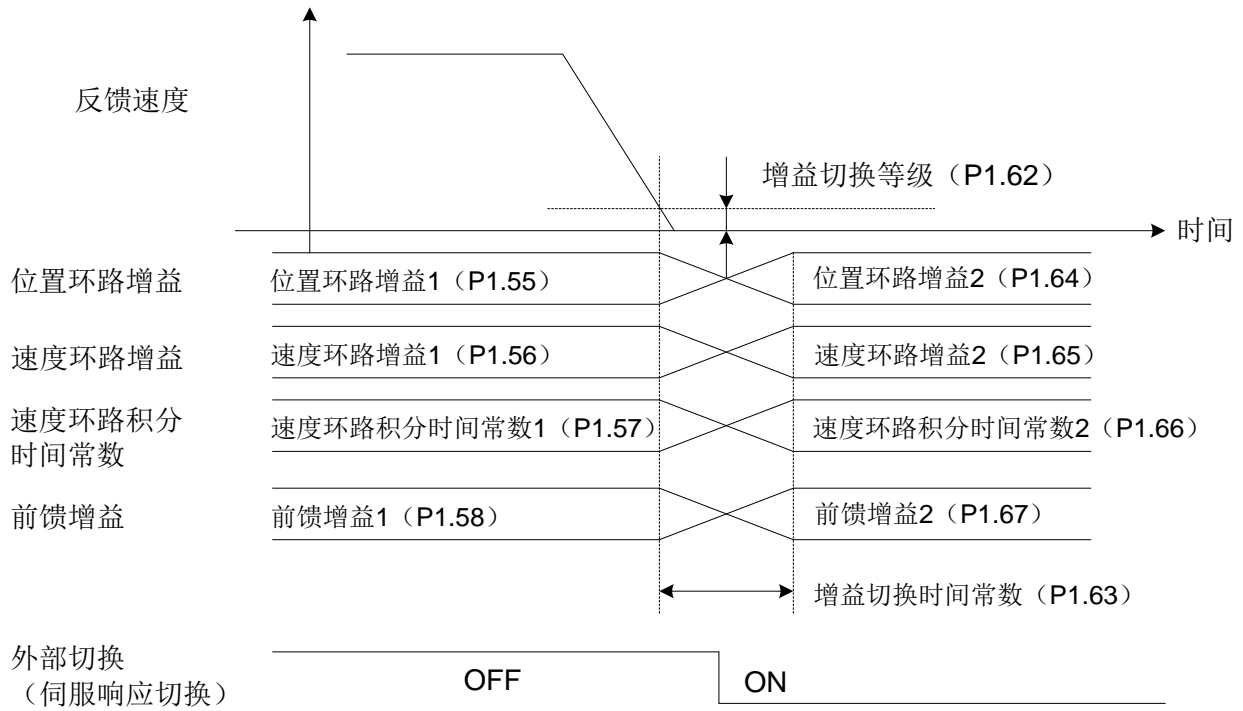 反馈速度
增益切换等级（P1.62）
时间
位置环路增益
位置环路增益1（P1.55）
位置环路增益2（P1.64）
速度环路增益
速度环路增益1（P1.56）
速度环路增益2（P1.65）
速度环路积分
时间常数
速度环路积分时间常数1（P1.57）
速度环路积分时间常数2（P1.66）
前馈增益
前馈增益1（P1.58）
前馈增益2（P1.67）
增益切换时间常数（P1.63）
外部切换
（伺服响应切换）
OFF
ON